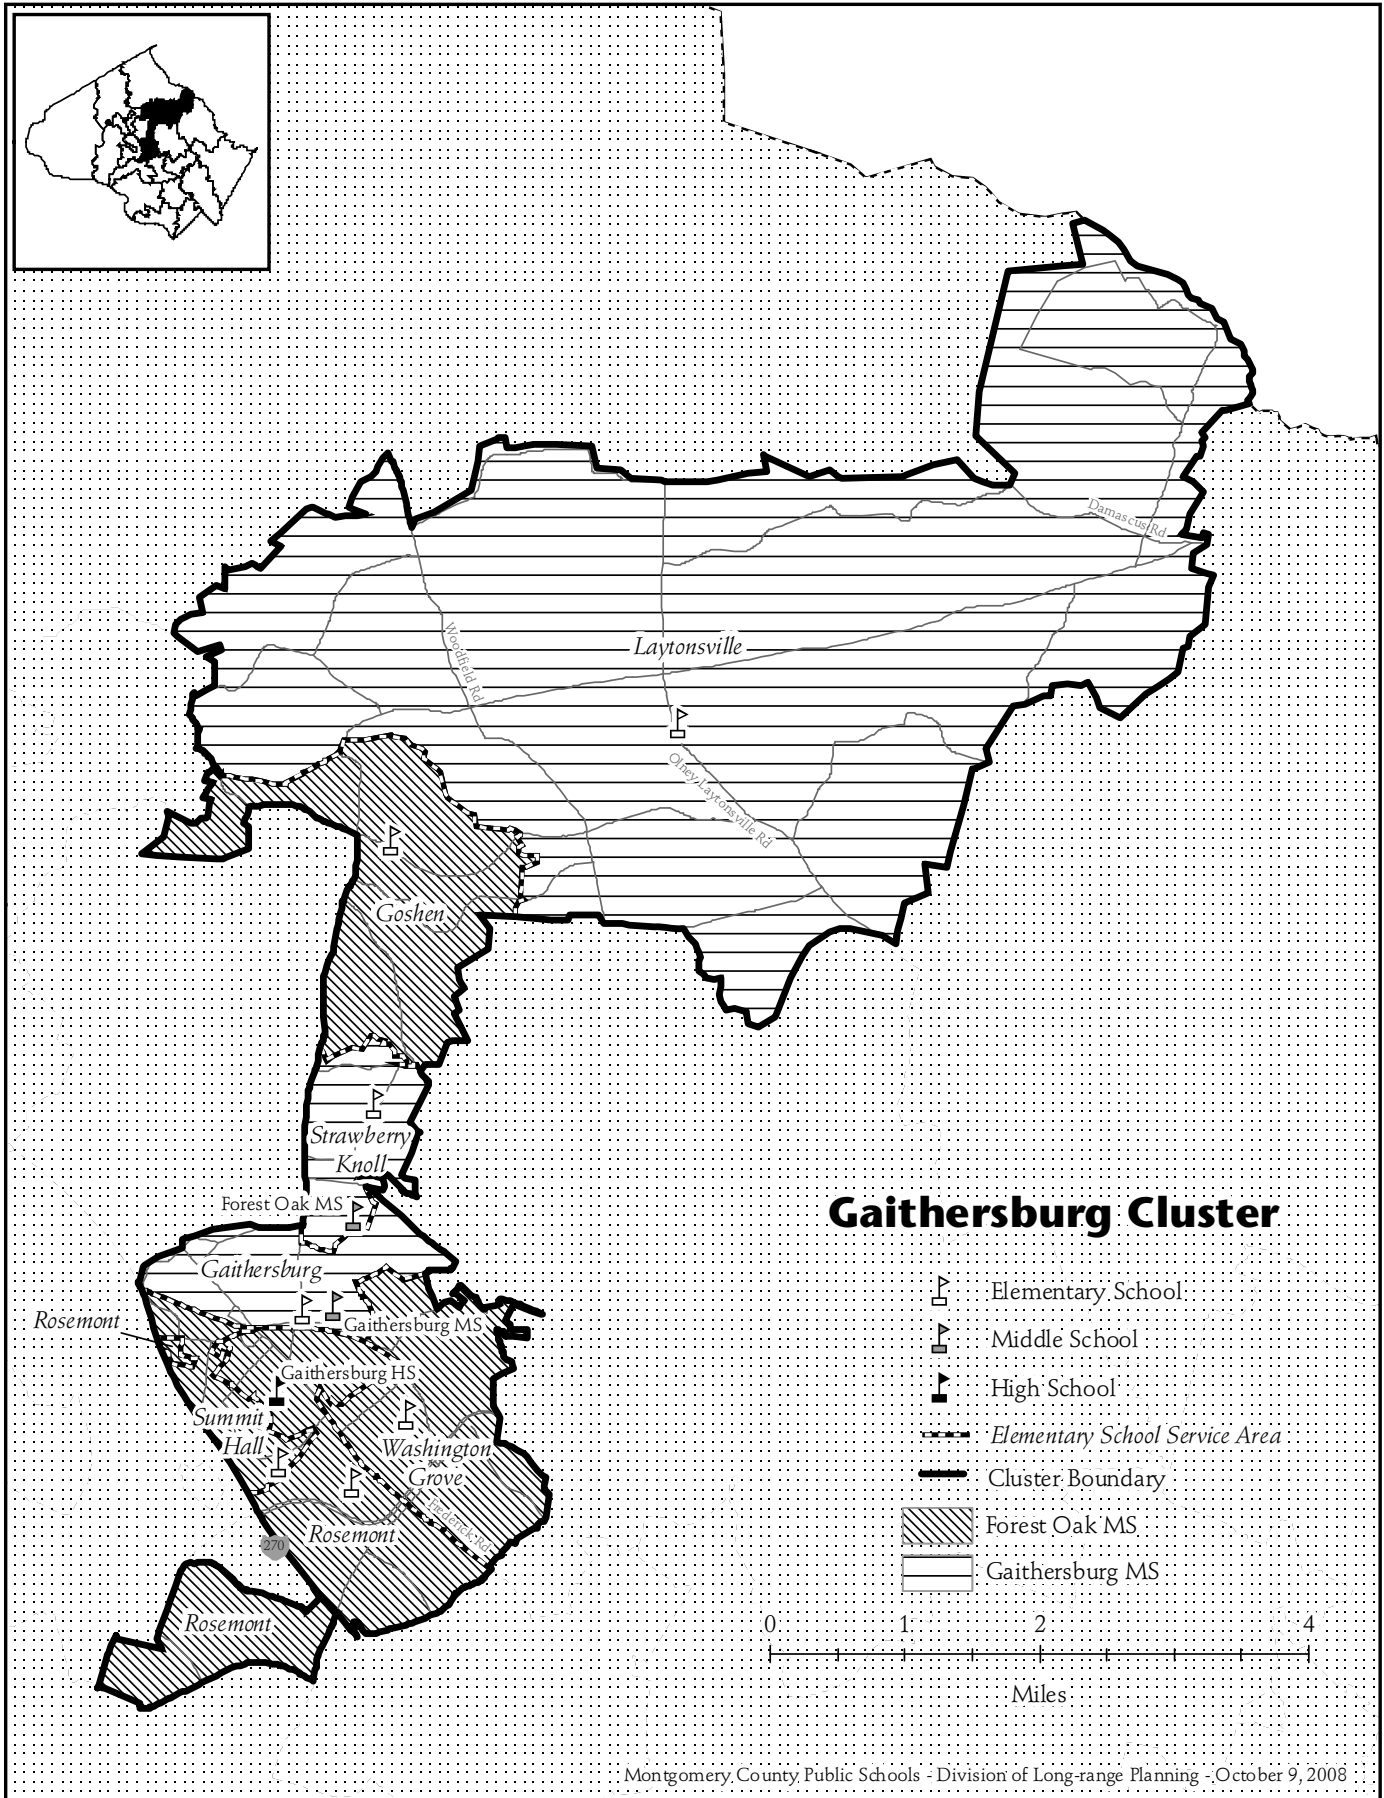 Damascus Rd
Woodfield Rd
Laytonsville
Olney Laytonsville Rd
Goshen
Strawberry
Knoll
Forest Oak MS
Gaithersburg
Rosemont
Gaithersburg MS
Gaithersburg HS
Summit
Hall
Washington
Grove
Frederick Rd
Rosemont
270
Rosemont
Gaithersburg Cluster
Elementary School
Middle School
High School
Elementary School Service Area
Cluster Boundary
Forest Oak MS
Gaithersburg MS
0 1 2 4
Miles
Montgomery County Public Schools - Division of Long-range Planning - October 9, 2008